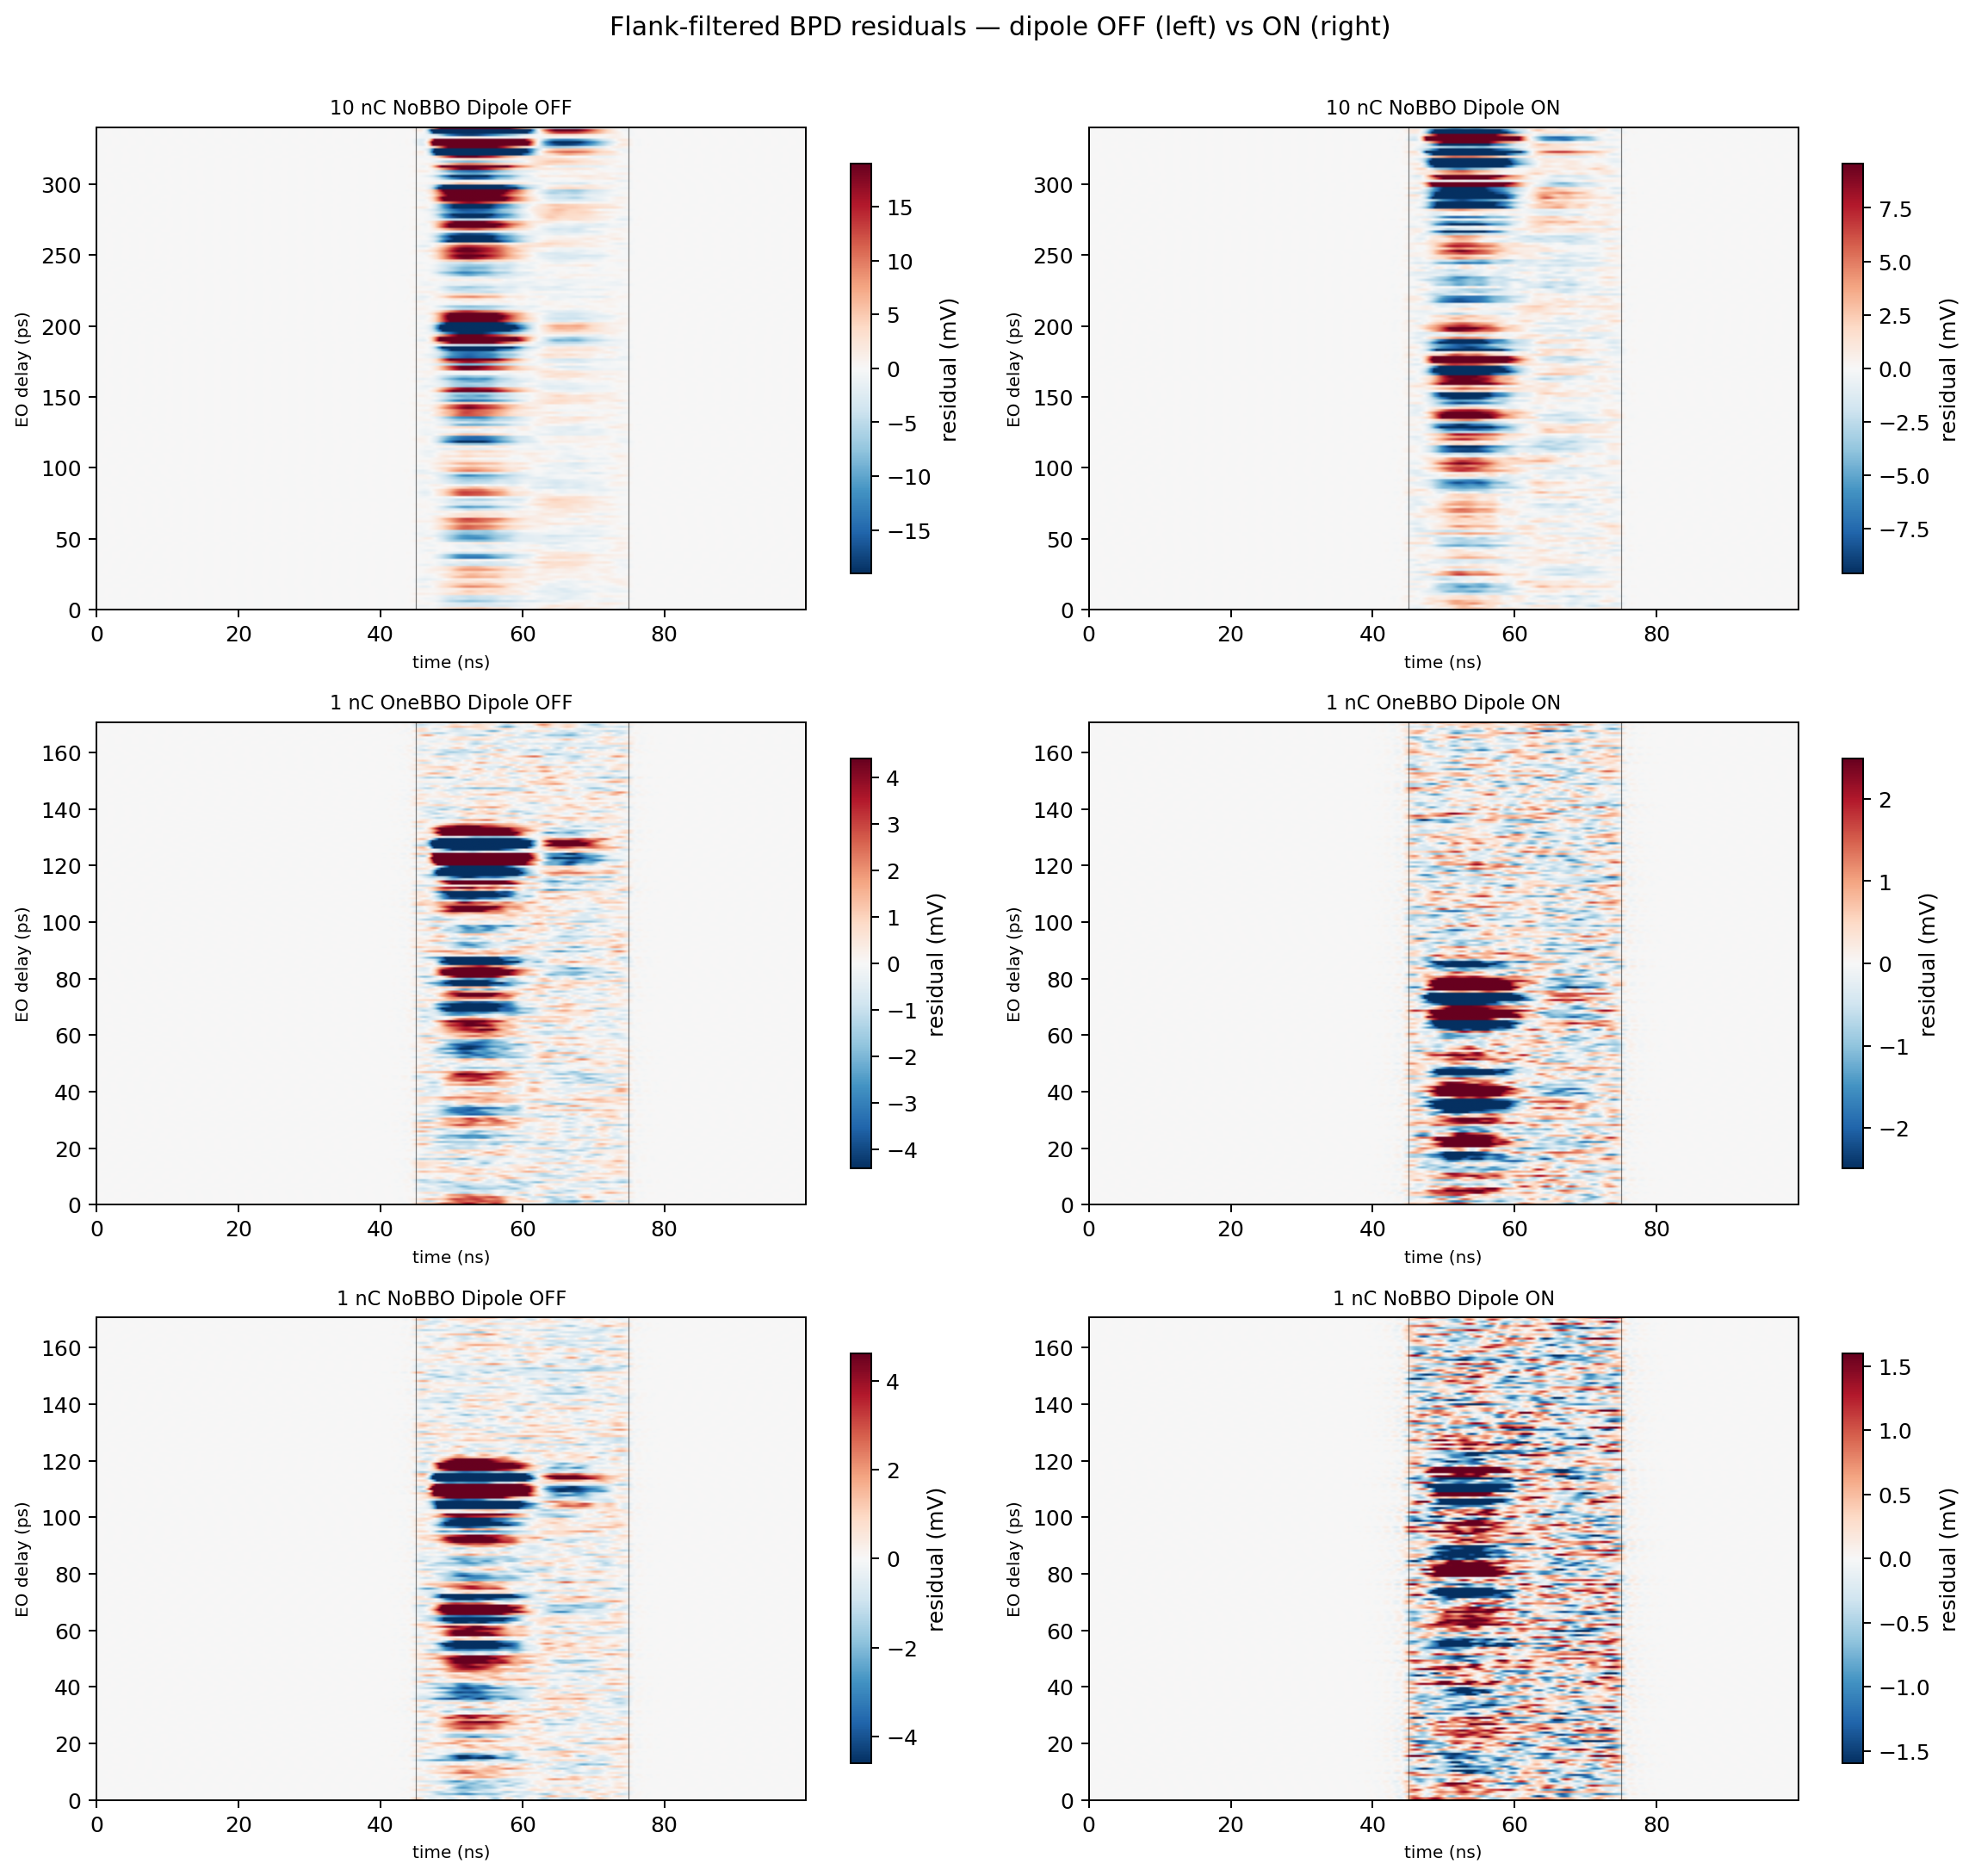 Flank-filtered BPD residuals — dipole OFF (left) vs ON (right)
10 nC NoBBO Dipole OFF
EO delay (ps)
300
250
200
150
100
50
0
0 20 40 60 80
time (ns)
15
10
5
0
−5
−10
−15
residual (mV)
10 nC NoBBO Dipole ON
EO delay (ps)
300
250
200
150
100
50
0
0 20 40 60 80
time (ns)
7.5
5.0
2.5
0.0
−2.5
−5.0
−7.5
residual (mV)
1 nC OneBBO Dipole OFF
EO delay (ps)
160
140
120
100
80
60
40
20
0
0 20 40 60 80
time (ns)
4
3
2
1
0
−1
−2
−3
−4
residual (mV)
1 nC OneBBO Dipole ON
EO delay (ps)
160
140
120
100
80
60
40
20
0
0 20 40 60 80
time (ns)
2
1
0
−1
−2
residual (mV)
1 nC NoBBO Dipole OFF
EO delay (ps)
160
140
120
100
80
60
40
20
0
0 20 40 60 80
time (ns)
4
2
0
−2
−4
residual (mV)
1 nC NoBBO Dipole ON
EO delay (ps)
160
140
120
100
80
60
40
20
0
0 20 40 60 80
time (ns)
1.5
1.0
0.5
0.0
−0.5
−1.0
−1.5
residual (mV)